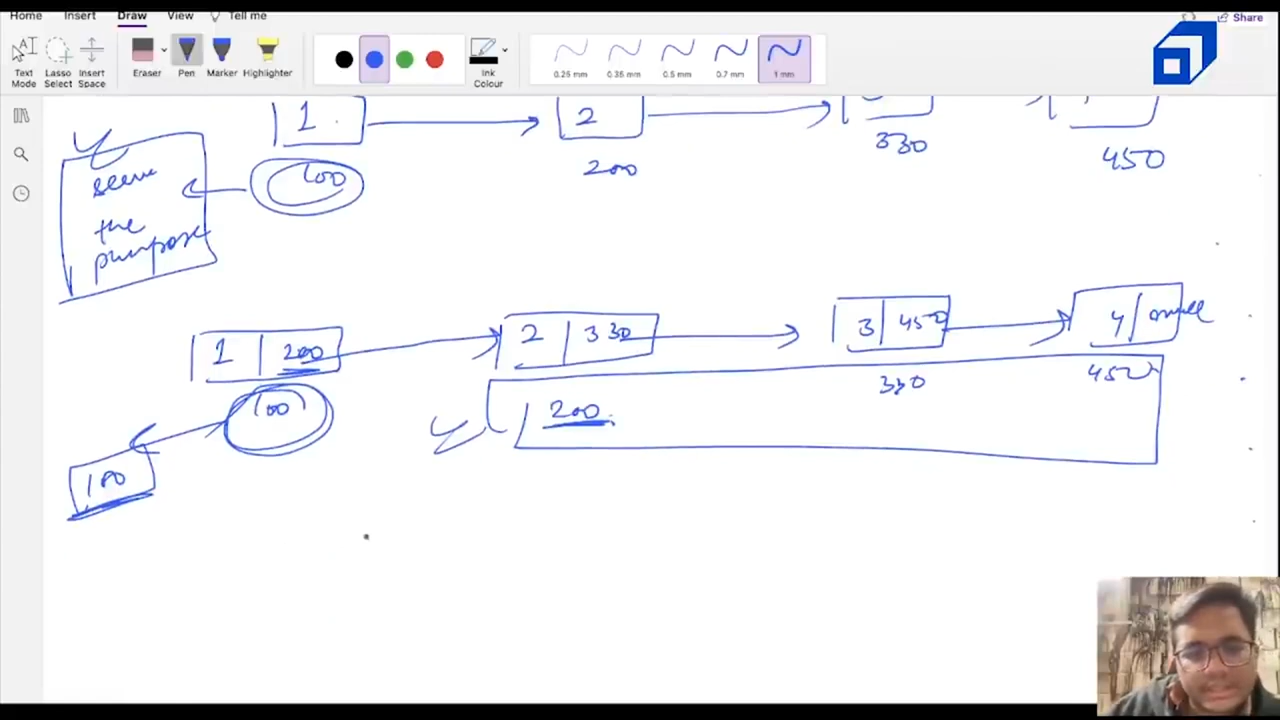 Home Insert Draw View Tell me Share
Text Mode Lasso Select Insert Space Eraser Pen Marker Highlighter Ink Colour 0.25 mm 0.35 mm 0.5 mm 0.7 mm 1 mm
1 2
330
200 450
100
the
purpose
1 200 2 330 3 450 4 null
330 450
100 200
100